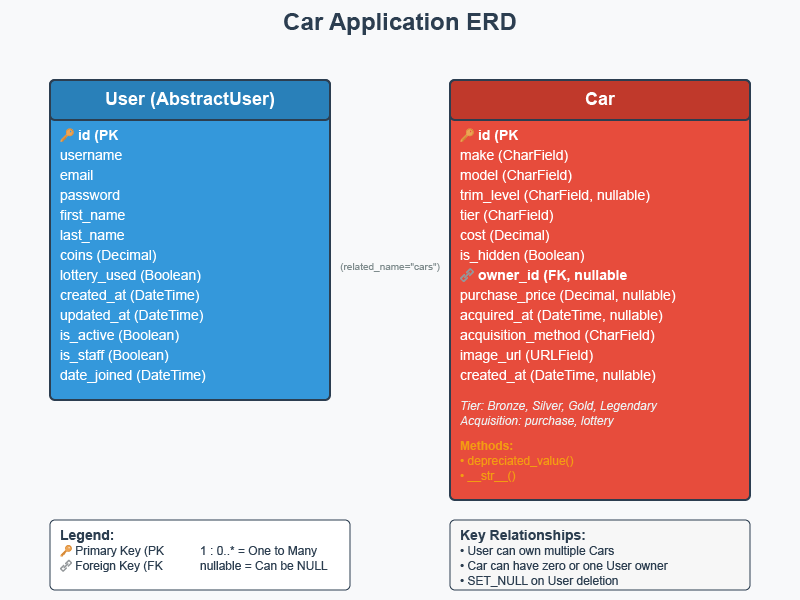 Car Application ERD
User (AbstractUser)
id (PK
username
email
password
first_name
last_name
coins (Decimal)
lottery_used (Boolean)
created_at (DateTime)
updated_at (DateTime)
is_active (Boolean)
is_staff (Boolean)
date_joined (DateTime)
(related_name="cars")
Car
id (PK
make (CharField)
model (CharField)
trim_level (CharField, nullable)
tier (CharField)
cost (Decimal)
is_hidden (Boolean)
owner_id (FK, nullable
purchase_price (Decimal, nullable)
acquired_at (DateTime, nullable)
acquisition_method (CharField)
image_url (URLField)
created_at (DateTime, nullable)
Tier: Bronze, Silver, Gold, Legendary
Acquisition: purchase, lottery
Methods:
• depreciated_value()
• __str__()
Legend:
Primary Key (PK
1 : 0..* = One to Many
Foreign Key (FK
nullable = Can be NULL
Key Relationships:
• User can own multiple Cars
• Car can have zero or one User owner
• SET_NULL on User deletion